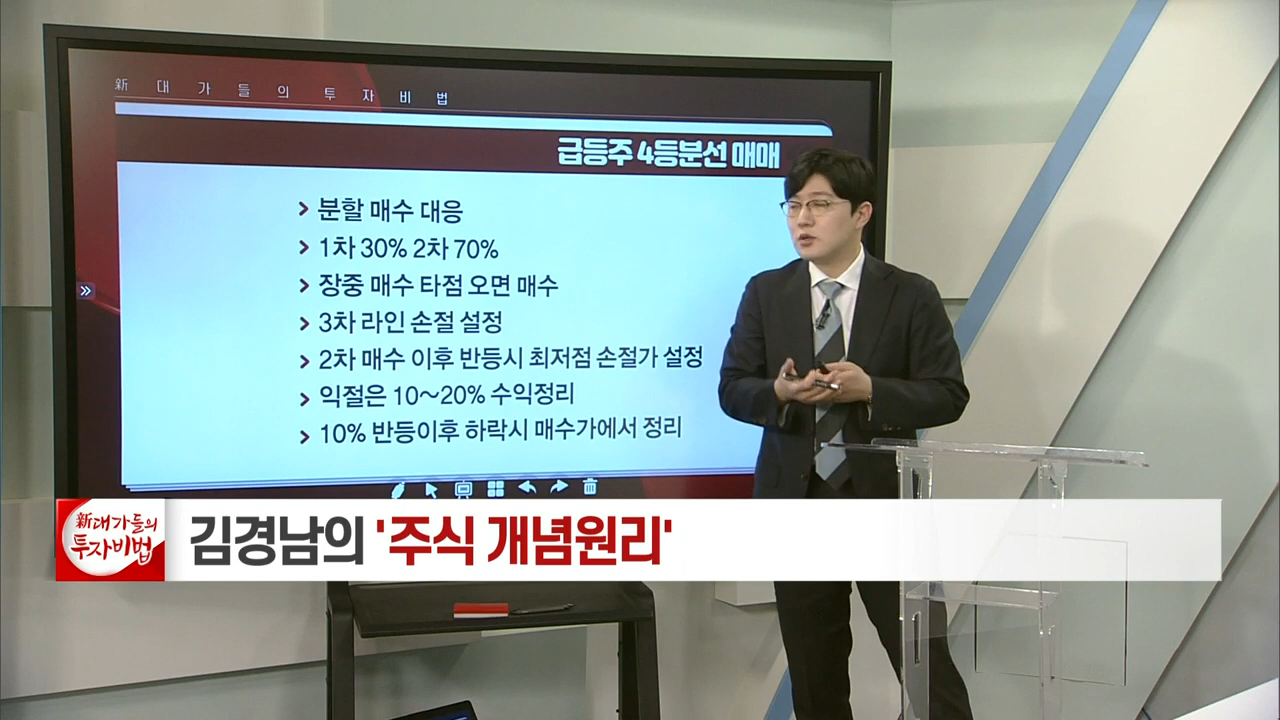 新 대 가 들 의 투 자 비 법
급등주 4등분선 매매
분할 매수 대응
1차 30% 2차 70%
장중 매수 타점 오면 매수
3차 라인 손절 설정
2차 매수 이후 반등시 최저점 손절가 설정
익절은 10~20% 수익정리
10% 반등이후 하락시 매수가에서 정리
新대가들의
투자비법
김경남의 '주식 개념원리'